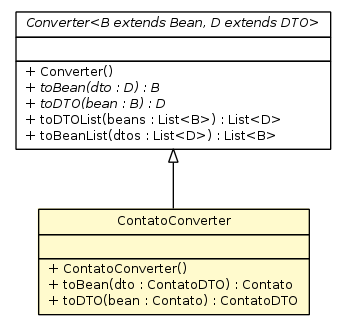 Converter<B extends Bean, D extends DTO>
+ Converter()
+ toBean(dto : D) : B
+ toDTO(bean : B) : D
+ toDTOList(beans : List<B>) : List<D>
+ toBeanList(dtos : List<D>) : List<B>
ContatoConverter
+ ContatoConverter()
+ toBean(dto : ContatoDTO) : Contato
+ toDTO(bean : Contato) : ContatoDTO